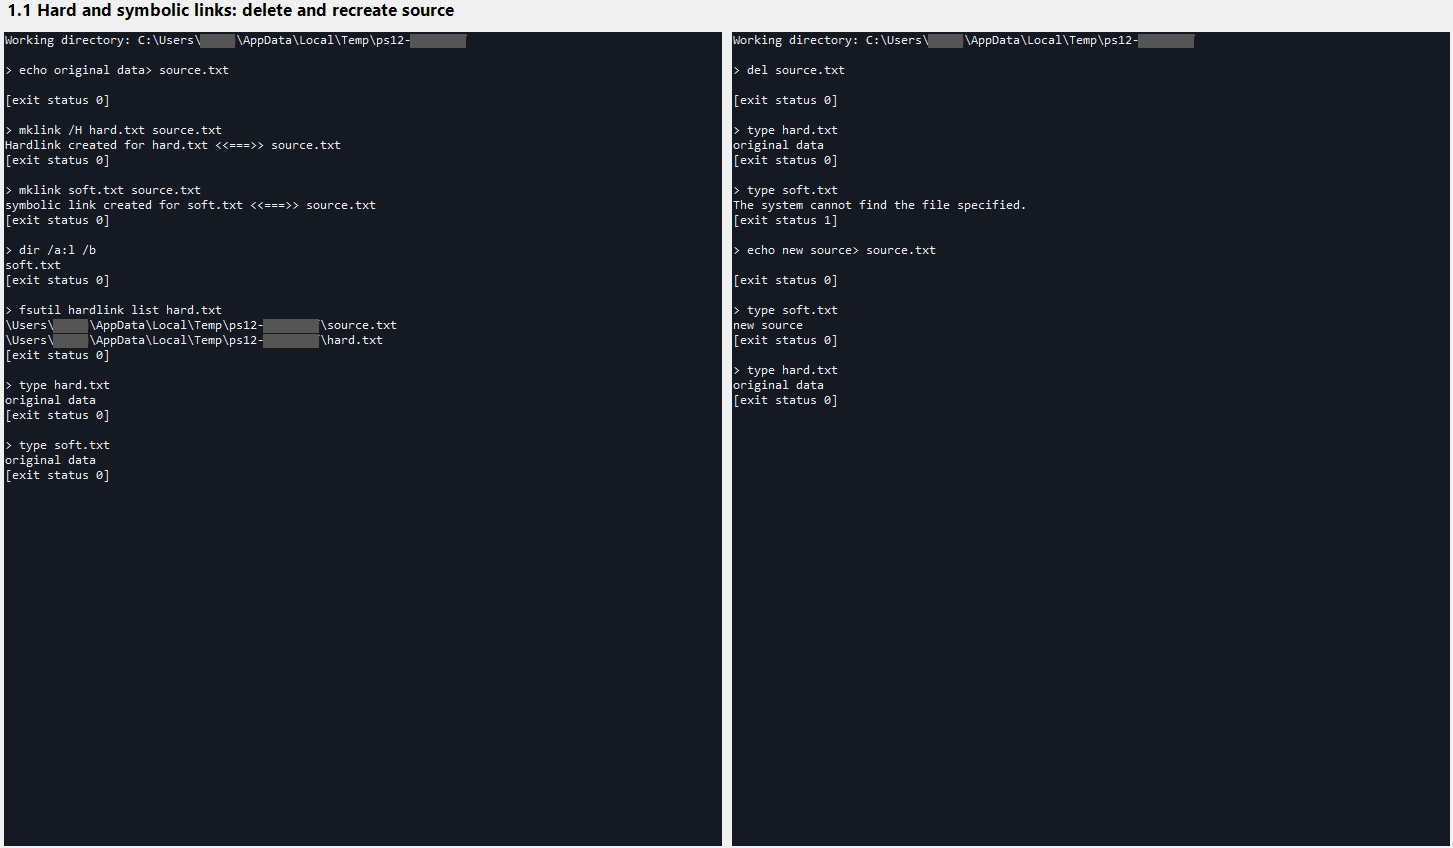 1.1 Hard and symbolic links: delete and recreate source
Working directory: C:\Users\ \AppData\Local\Temp\ps12-
> echo original data> source.txt
[exit status 0]
> mklink /H hard.txt source.txt
Hardlink created for hard.txt <<===>> source.txt
[exit status 0]
> mklink soft.txt source.txt
symbolic link created for soft.txt <<===>> source.txt
[exit status 0]
> dir /a:l /b
soft.txt
[exit status 0]
> fsutil hardlink list hard.txt
\Users\ \AppData\Local\Temp\ps12- \source.txt
\Users\ \AppData\Local\Temp\ps12- \hard.txt
[exit status 0]
> type hard.txt
original data
[exit status 0]
> type soft.txt
original data
[exit status 0]
Working directory: C:\Users\ \AppData\Local\Temp\ps12-
> del source.txt
[exit status 0]
> type hard.txt
original data
[exit status 0]
> type soft.txt
The system cannot find the file specified.
[exit status 1]
> echo new source> source.txt
[exit status 0]
> type soft.txt
new source
[exit status 0]
> type hard.txt
original data
[exit status 0]